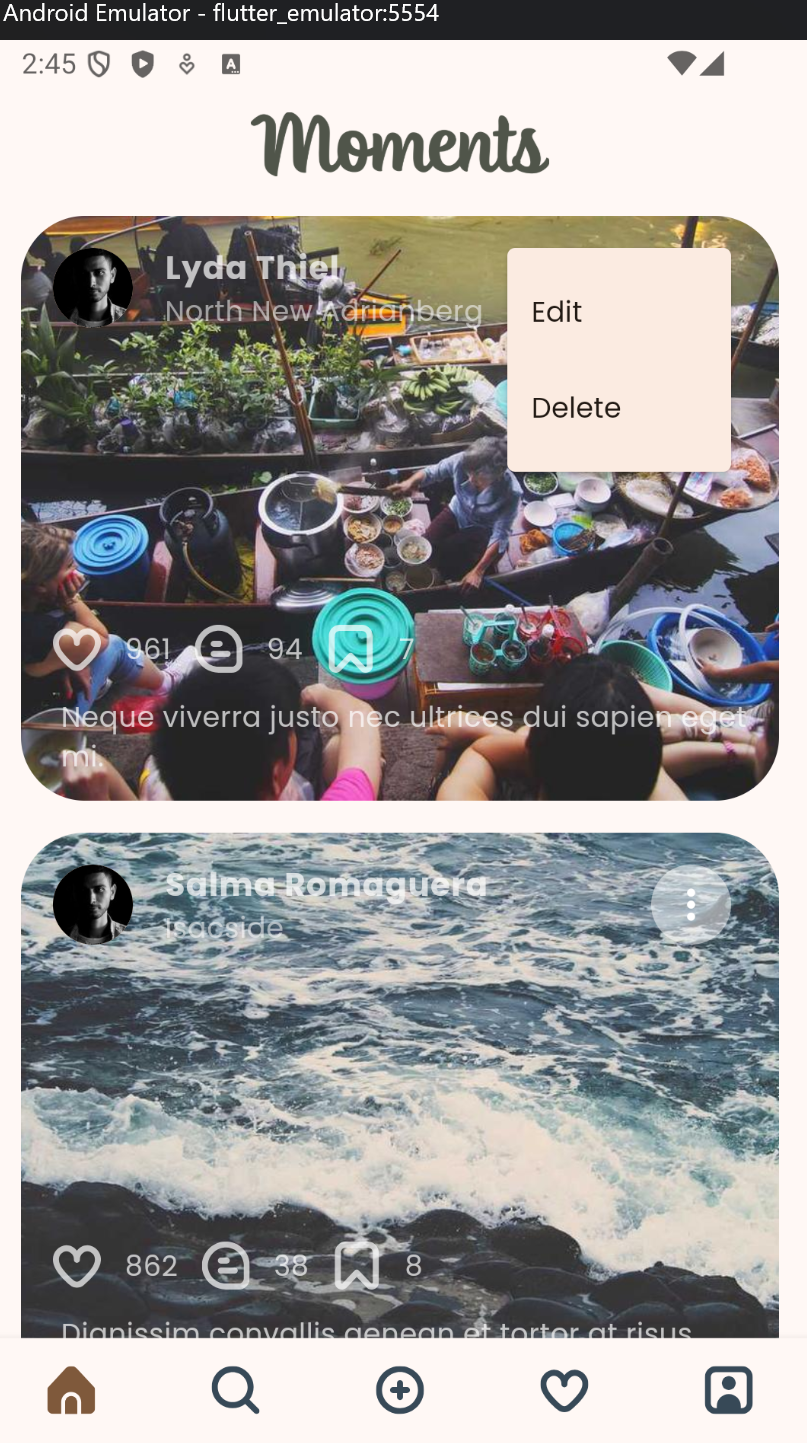 Android Emulator - flutter_emulator:5554
2:45
A
Moments
Lyda Thiel
North New Adrianberg
Edit
Delete
961 94 7
Neque viverra justo nec ultrices dui sapien eget
mi.
Salma Romaguera
Isacside
862 38 8
Dignissim convallis aenean et tortor at risus